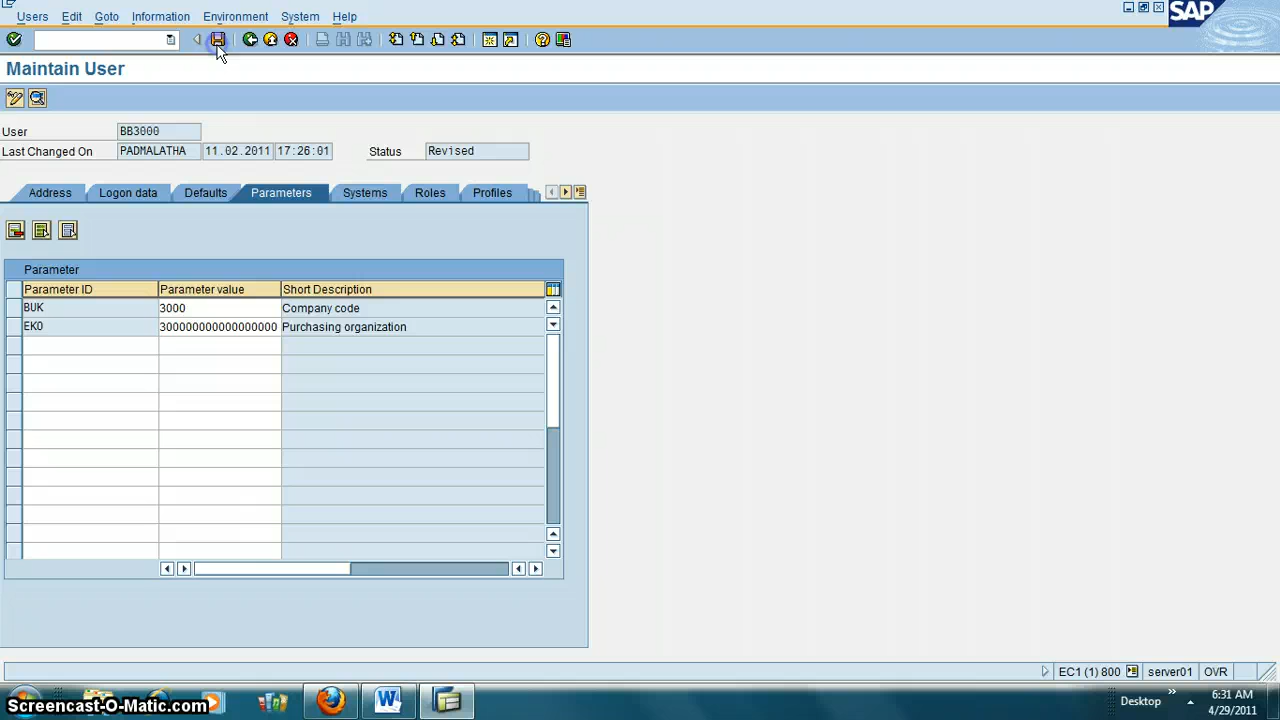 Users Edit Goto Information Environment System Help
SAP
Maintain User
User BB3000
Last Changed On PADMALATHA 11.02.2011 17:26:01 Status Revised
Address Logon data Defaults Parameters Systems Roles Profiles
Parameter
Parameter ID Parameter value Short Description
BUK 3000 Company code
EKO 300000000000000000 Purchasing organization
EC1 (1) 800 server01 OVR
Desktop 6:31 AM
4/29/2011
Screencast-O-Matic.com